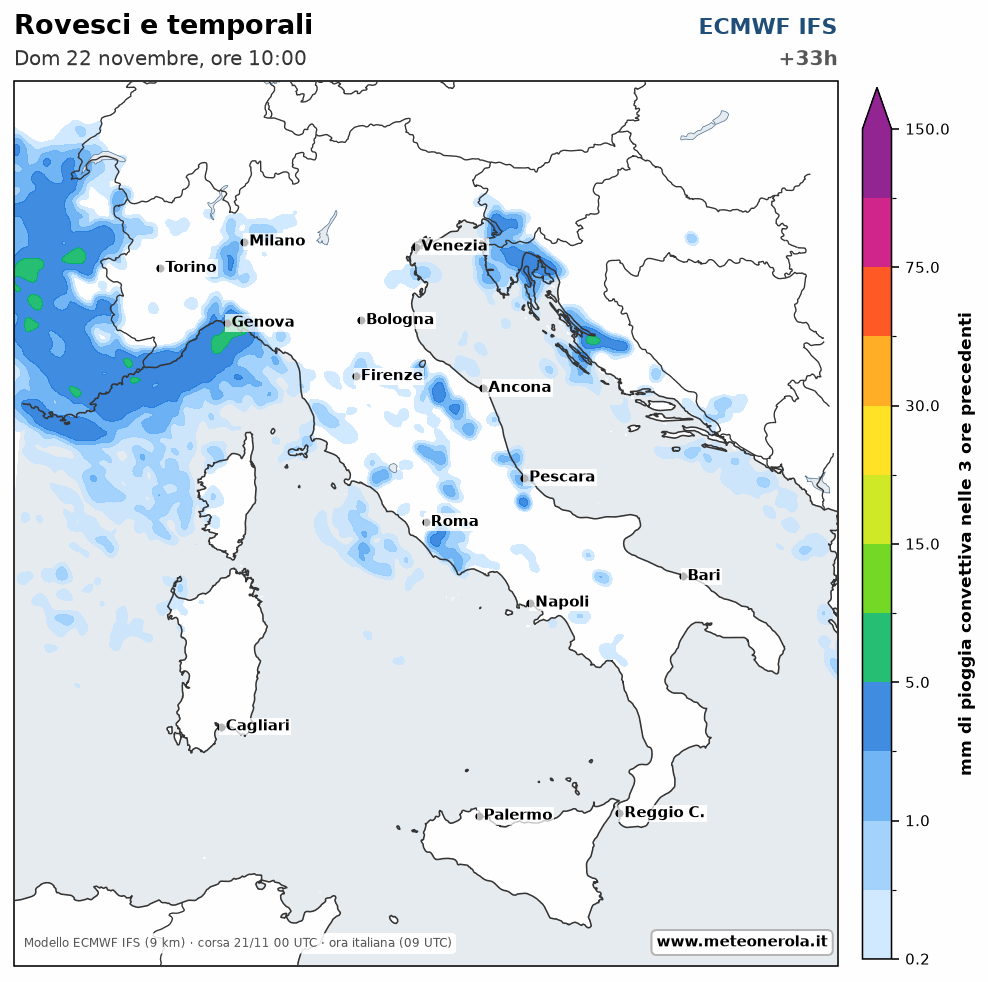 Rovesci e temporali
ECMWF IFS
Dom 22 novembre, ore 10:00
+33h
150.0
75.0
30.0
15.0
5.0
1.0
0.2
mm di pioggia convettiva nelle 3 ore precedenti
Milano
Venezia
Torino
Genova
Bologna
Firenze
Ancona
Pescara
Roma
Bari
Napoli
Cagliari
Palermo
Reggio C.
Modello ECMWF IFS (9 km) · corsa 21/11 00 UTC · ora italiana (09 UTC)
www.meteonerola.it